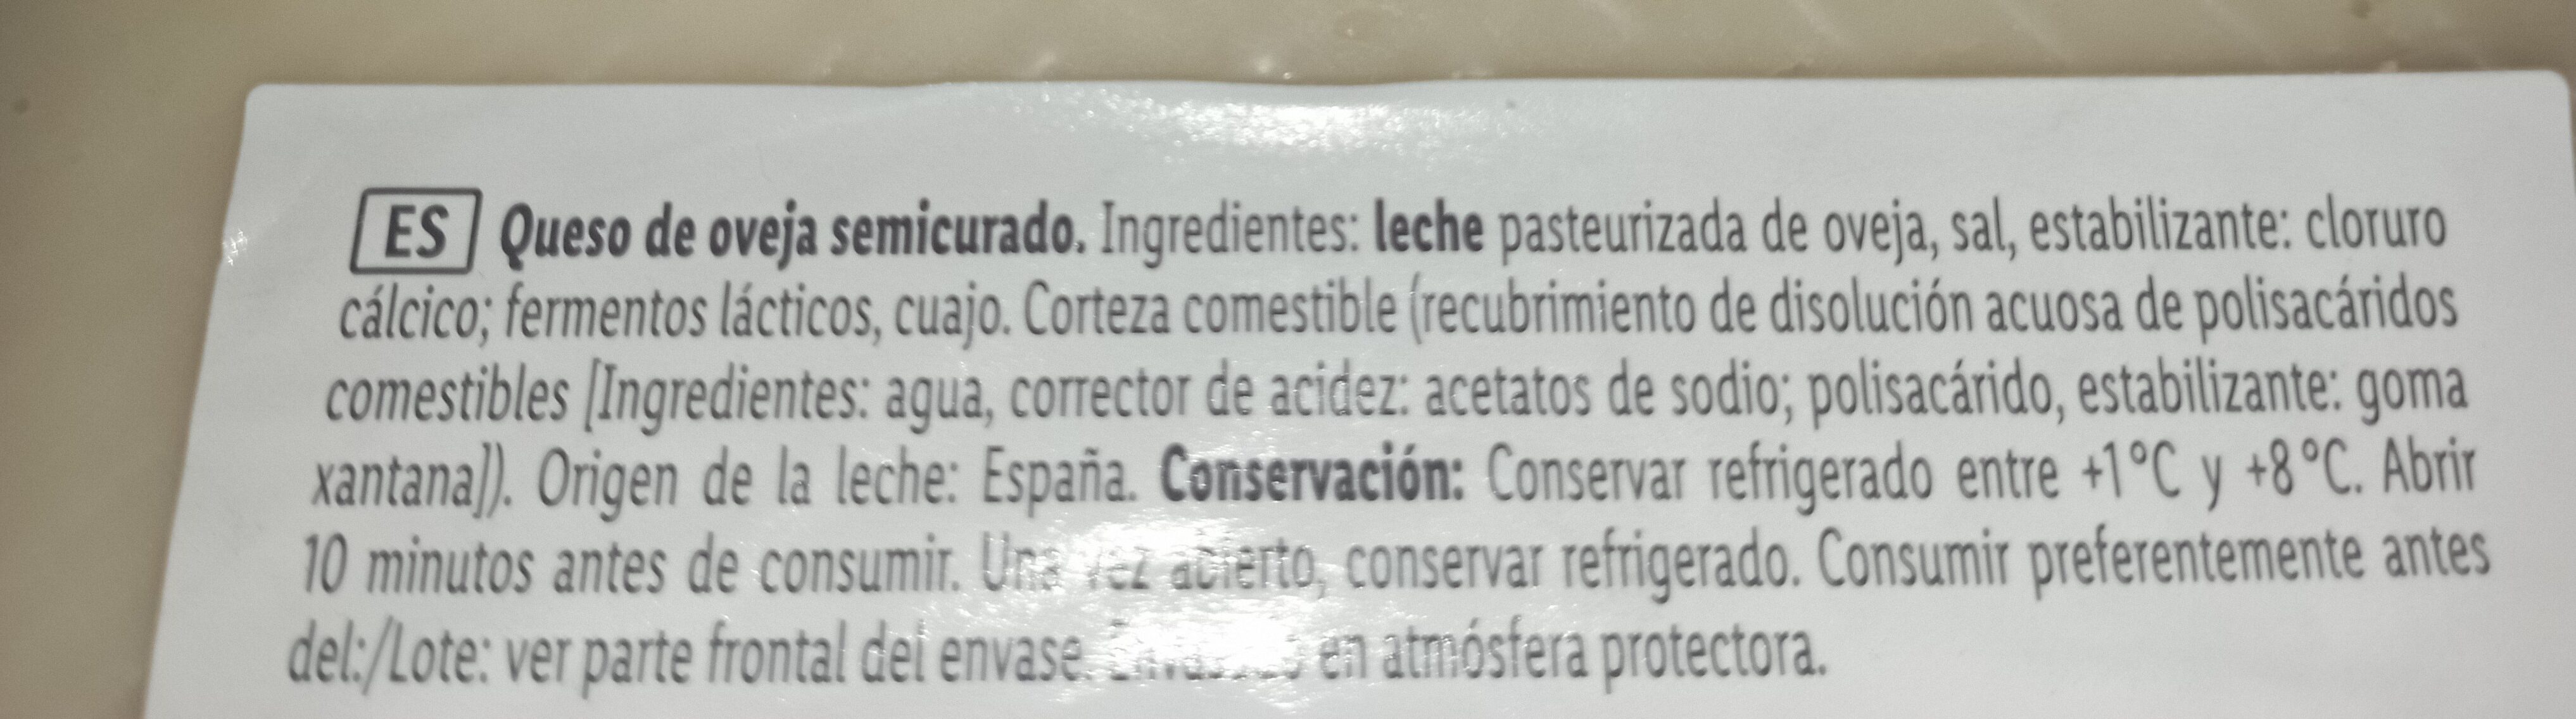 ES Queso de oveja semicurado. Ingredientes: leche pasteurizada de oveja, sal, estabilizante: cloruro
cálcico; fermentos lácticos, cuajo. Corteza comestible (recubrimiento de disolución acuosa de polisacáridos
comestibles [Ingredientes: agua, corrector de acidez: acetatos de sodio; polisacárido, estabilizante: goma
xantana]). Origen de la leche: España. Conservación: Conservar refrigerado entre +1°C y +8°C. Abrir
10 minutos antes de consumir. Una vez abierto, conservar refrigerado. Consumir preferentemente antes
del:/Lote: ver parte frontal del envase. en atmósfera protectora.